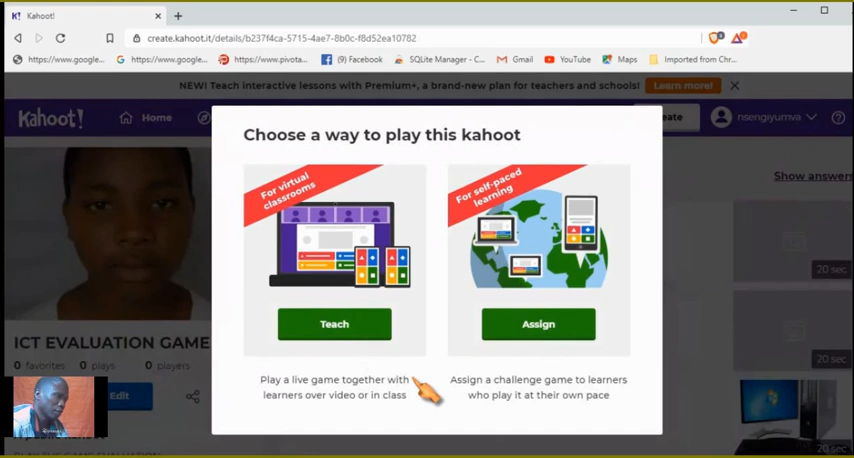 Kahoot!
create.kahoot.it/details/b237f4ca-5715-4ae7-8b0c-f8d52ea10782
https://www.google... https://www.google... https://www.pivota... (9) Facebook SQLite Manager - C... Gmail YouTube Maps Imported from Chr...
NEW! Teach interactive lessons with Premium+, a brand-new plan for teachers and schools! Learn more!
Kahoot! Home eate nsengiyumva
Choose a way to play this kahoot
Show answers
For virtual
classrooms
For self-paced
learning
20 sec
Teach
Assign
ICT EVALUATION GAME
0 favorites 0 plays 0 players
20 sec
Play a live game together with
learners over video or in class
Assign a challenge game to learners
who play it at their own pace
Edit
20 sec